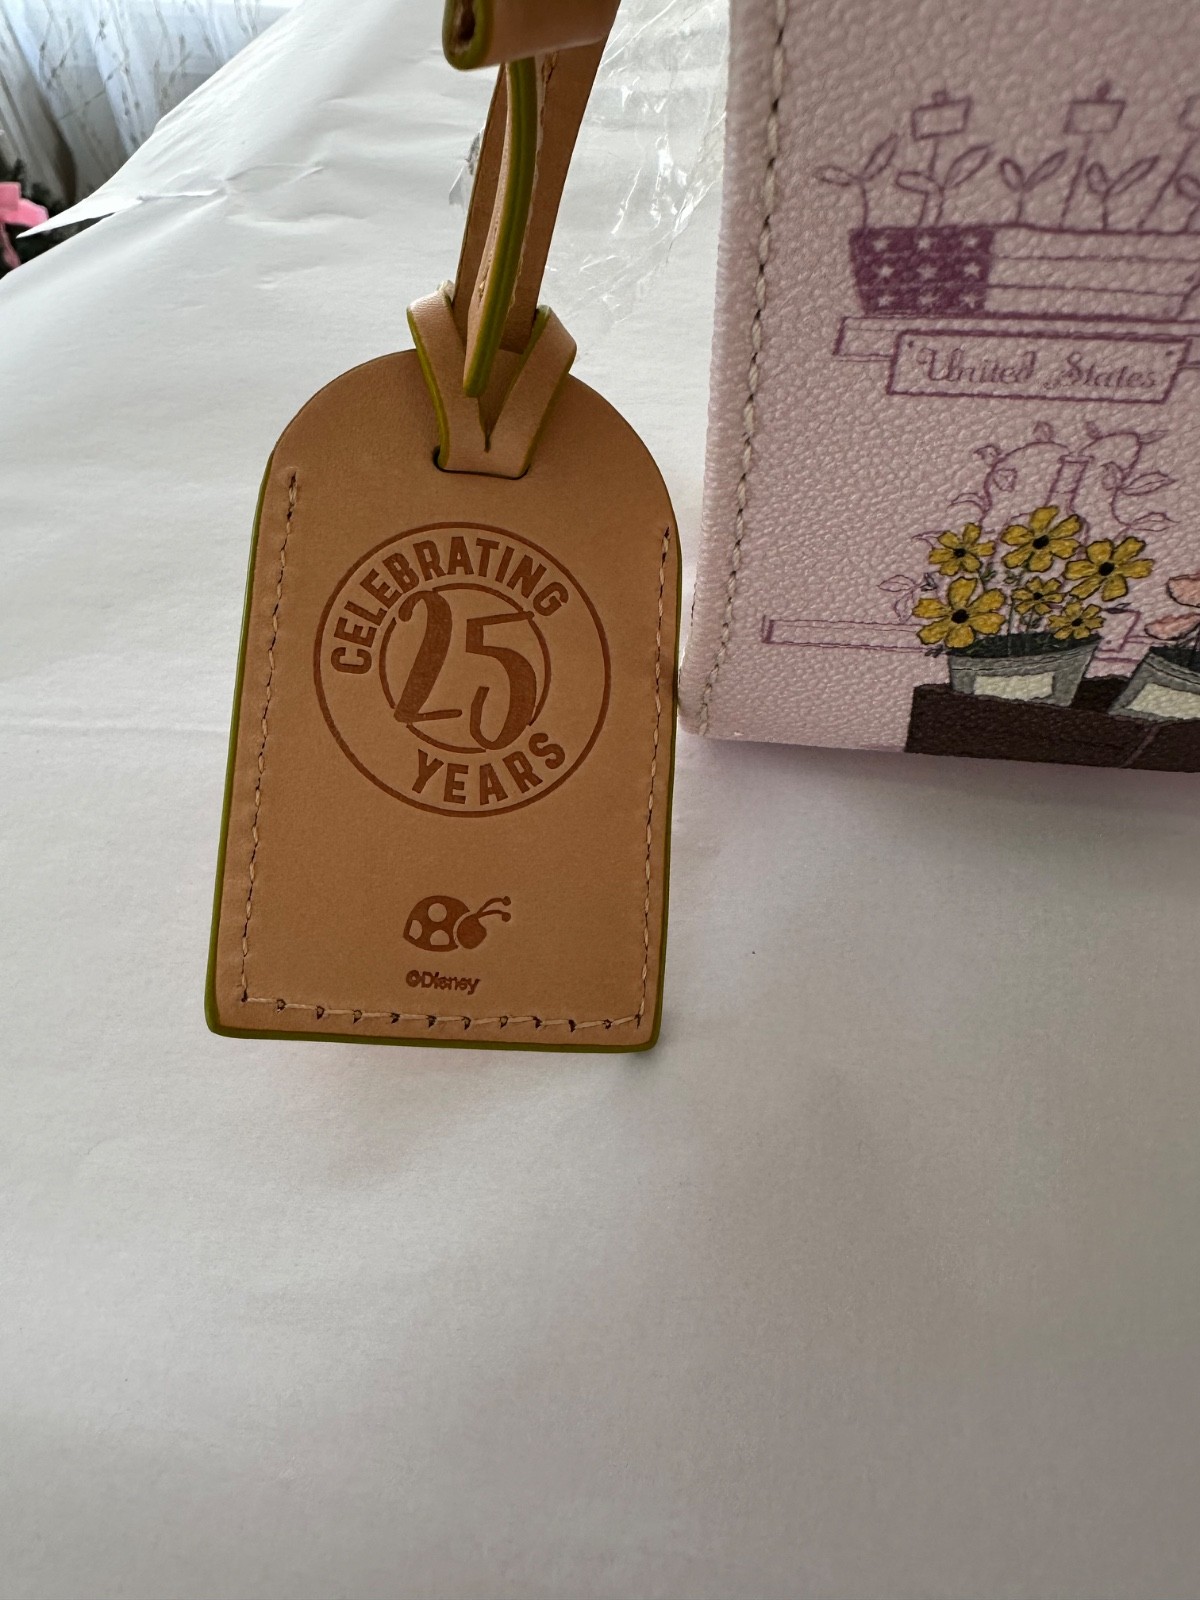 CELEBRATING
25
YEARS
©Disney
United States